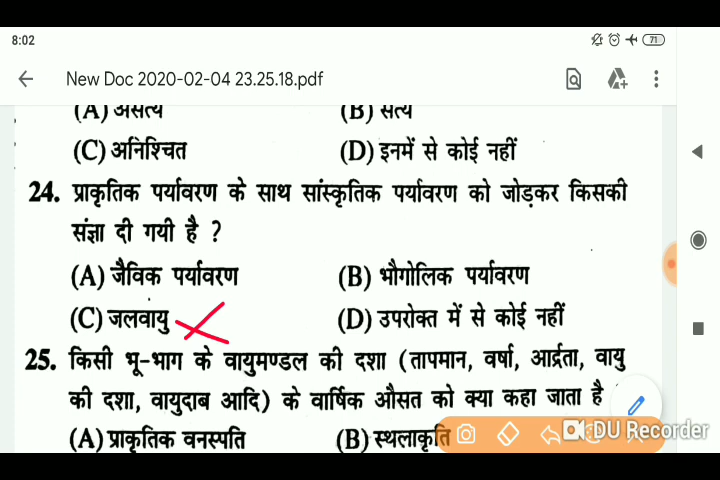 8:02 71
New Doc 2020-02-04 23.25.18.pdf
(A) असत्य (B) सत्य
(C) अनिश्चित (D) इनमें से कोई नहीं
24. प्राकृतिक पर्यावरण के साथ सांस्कृतिक पर्यावरण को जोड़कर किसकी
संज्ञा दी गयी है ?
(A) जैविक पर्यावरण (B) भौगोलिक पर्यावरण
(C) जलवायु (D) उपरोक्त में से कोई नहीं
25. किसी भू-भाग के वायुमण्डल की दशा (तापमान, वर्षा, आर्द्रता, वायु
की दशा, वायुदाब आदि) के वार्षिक औसत को क्या कहा जाता है
(A) प्राकृतिक वनस्पति (B) स्थलाकृति
DU Recorder